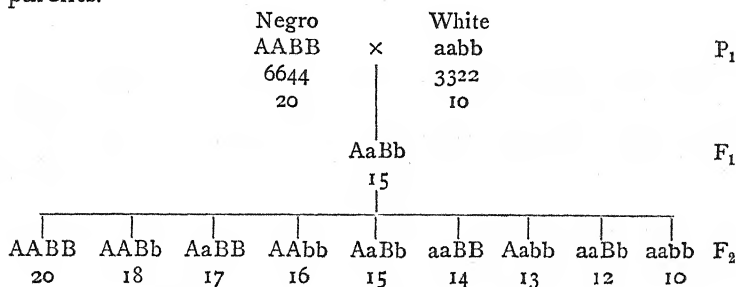 parents.
Negro White
AABB × aabb P₁
6644 3322
20 10
AaBb F₁
15
AABB AABb AaBB AAbb AaBb aaBB Aabb aaBb aabb F₂
20 18 17 16 15 14 13 12 10